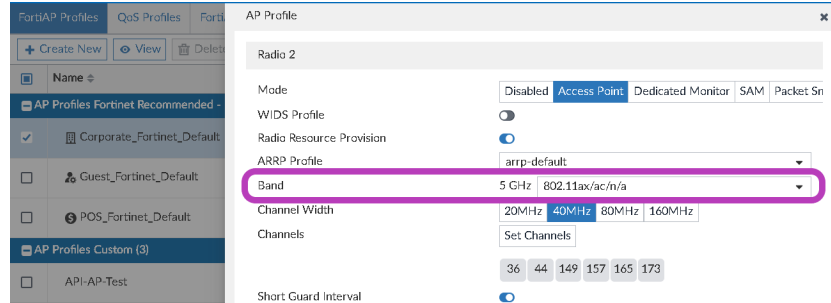 FortiAP Profiles QoS Profiles Forti
Create New View Delet
Name
AP Profiles Fortinet Recommended -
Corporate_Fortinet_Default
Guest_Fortinet_Default
POS_Fortinet_Default
AP Profiles Custom (3)
API-AP-Test
AP Profile
Radio 2
Mode Disabled Access Point Dedicated Monitor SAM Packet Sn
WIDS Profile
Radio Resource Provision
ARRP Profile arrp-default
Band 5 GHz 802.11ax/ac/n/a
Channel Width 20MHz 40MHz 80MHz 160MHz
Channels Set Channels
36 44 149 157 165 173
Short Guard Interval